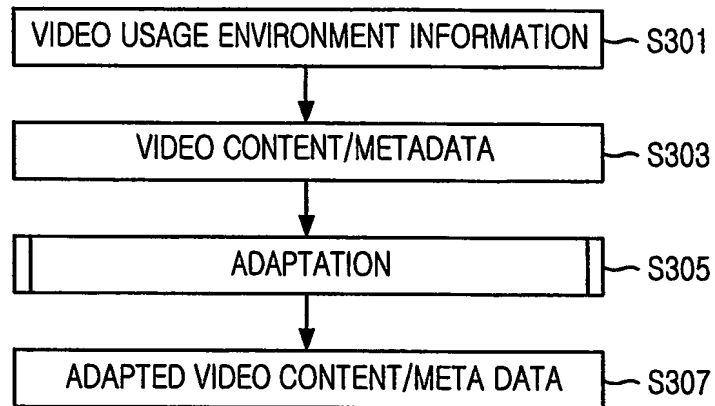 VIDEO USAGE ENVIRONMENT INFORMATION S301
VIDEO CONTENT/METADATA S303
ADAPTATION S305
ADAPTED VIDEO CONTENT/META DATA S307